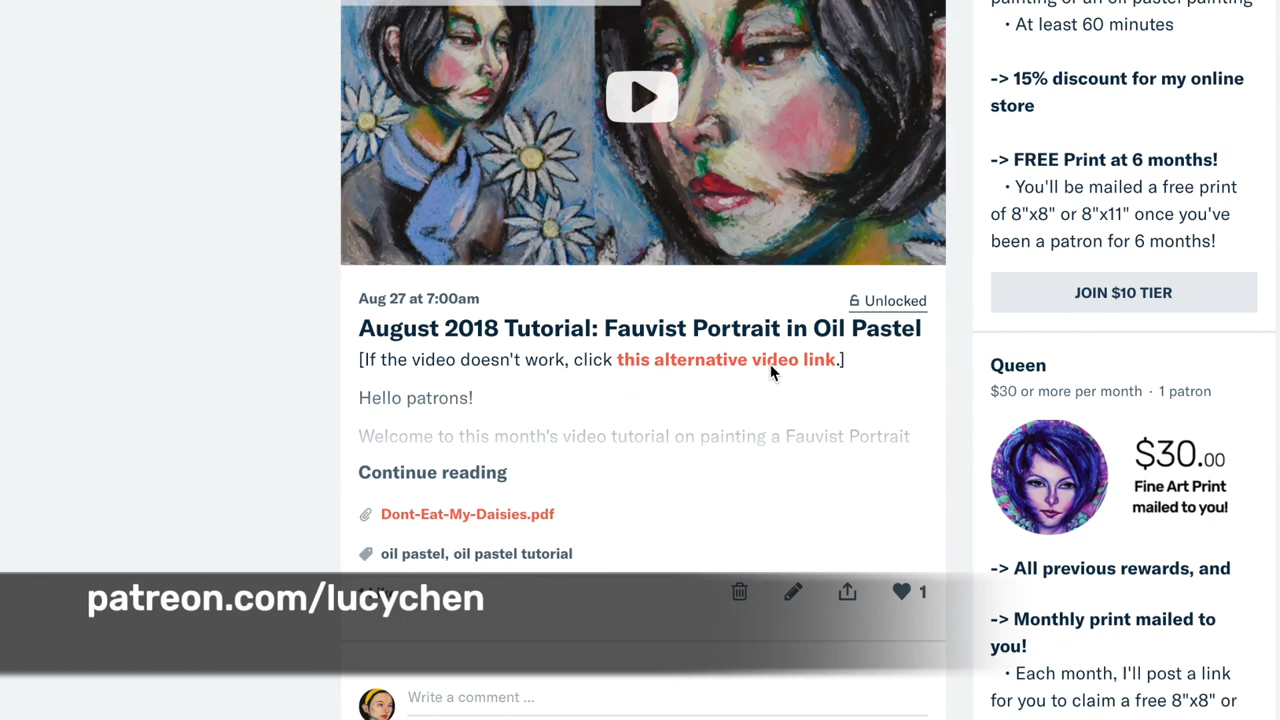 Aug 27 at 7:00am
Unlocked
August 2018 Tutorial: Fauvist Portrait in Oil Pastel
[If the video doesn't work, click this alternative video link.]
Hello patrons!
Welcome to this month's video tutorial on painting a Fauvist Portrait
Continue reading
Dont-Eat-My-Daisies.pdf
oil pastel, oil pastel tutorial
1
patreon.com/lucychen
Write a comment ...
painting or an oil pastel painting
• At least 60 minutes
-> 15% discount for my online
store
-> FREE Print at 6 months!
• You'll be mailed a free print
of 8"x8" or 8"x11" once you've
been a patron for 6 months!
JOIN $10 TIER
Queen
$30 or more per month · 1 patron
$30.00
Fine Art Print
mailed to you!
-> All previous rewards, and
-> Monthly print mailed to
you!
• Each month, I'll post a link
for you to claim a free 8"x8" or